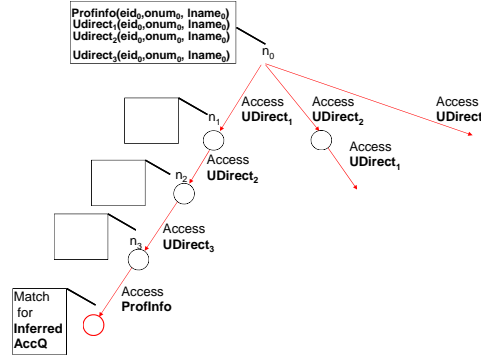 Profinfo(eid0,onum0, lname0)
Udirect1(eid0,onum0, lname0)
Udirect2(eid0,onum0, lname0)
Udirect3(eid0,onum0, lname0)
n0
Access
UDirect1
Access
UDirect2
Access
UDirect3
n1
Access
UDirect1
Access
UDirect2
n2
Access
UDirect3
n3
Access
ProfInfo
Match
for
Inferred
AccQ